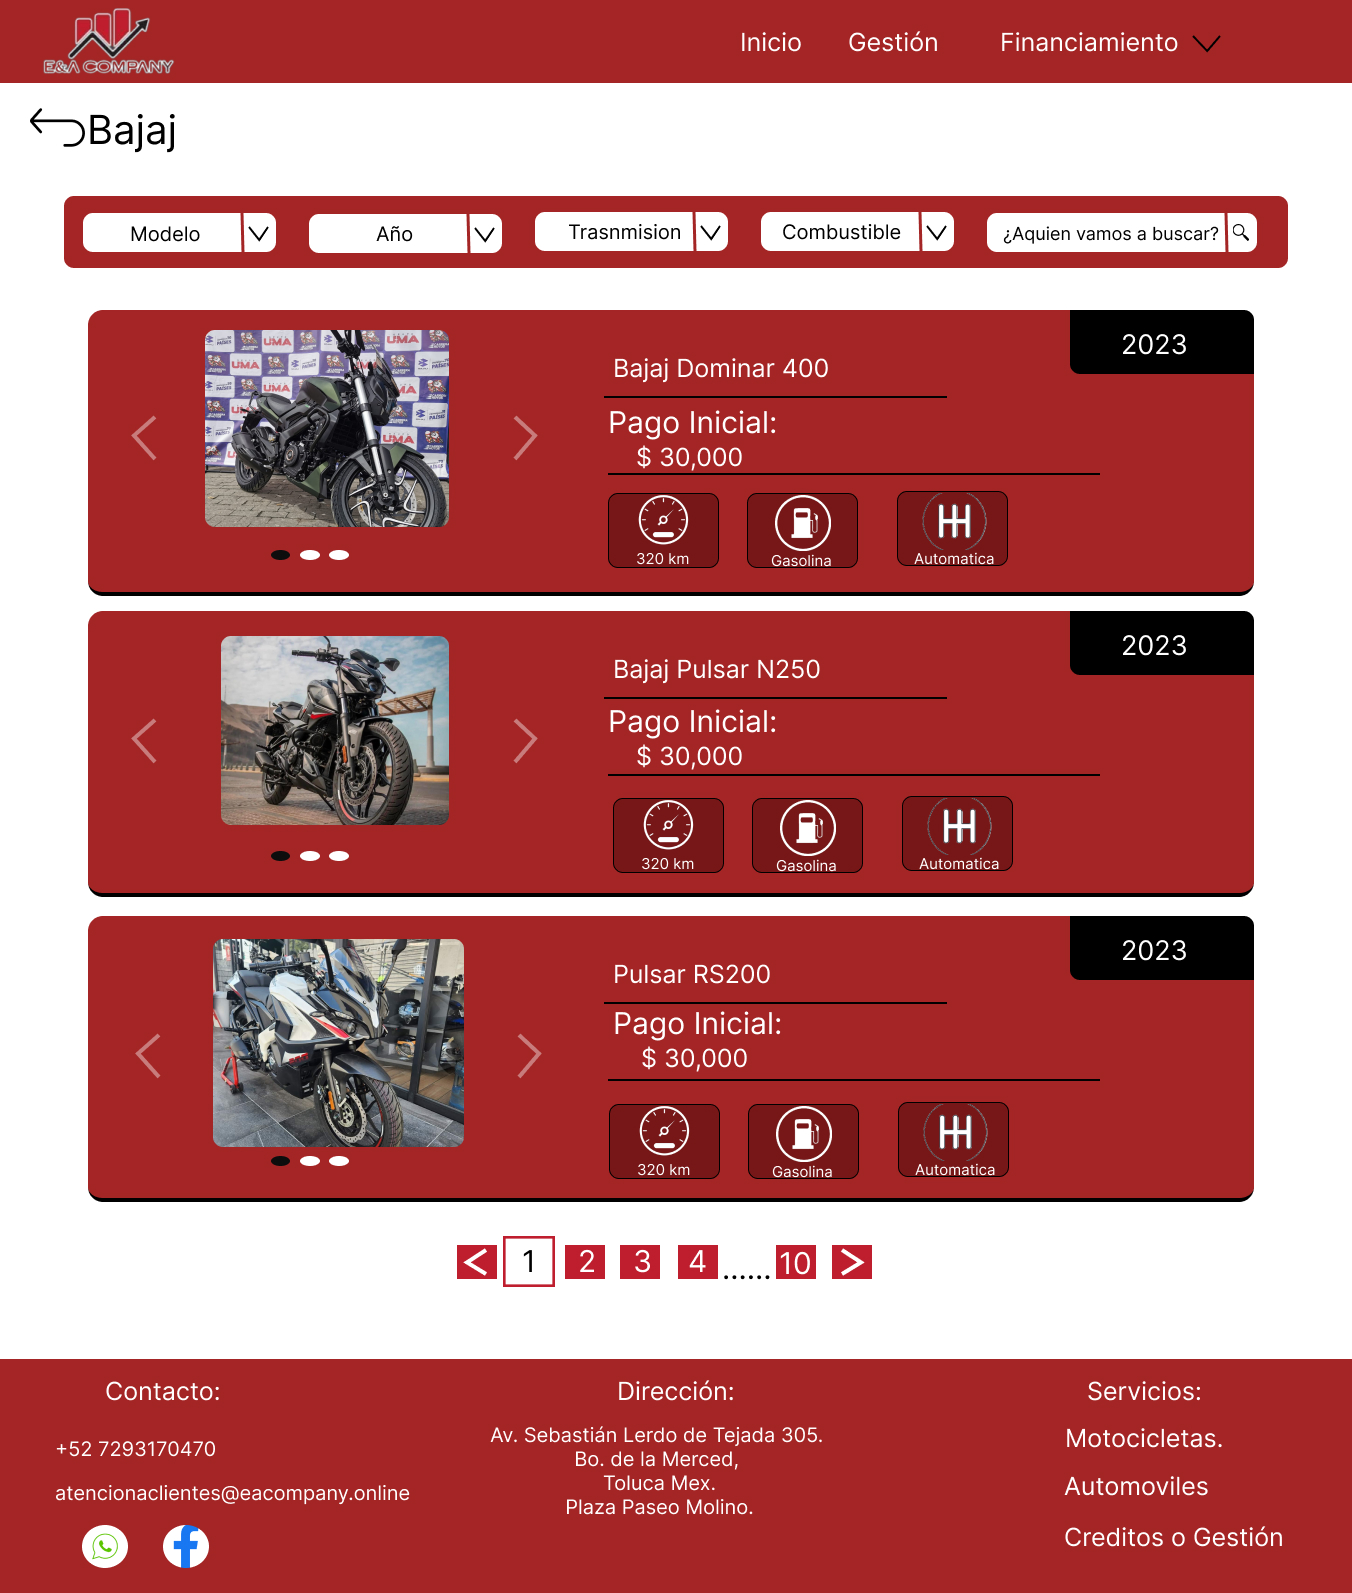 E&A COMPANY
Inicio Gestión Financiamiento
Bajaj
Modelo Año Trasnmision Combustible ¿Aquien vamos a buscar?
2023
UMA
Bajaj Dominar 400
Pago Inicial:
$ 30,000
320 km Gasolina Automatica
2023
Bajaj Pulsar N250
Pago Inicial:
$ 30,000
320 km Gasolina Automatica
2023
Pulsar RS200
Pago Inicial:
$ 30,000
320 km Gasolina Automatica
< 1 2 3 4 ...... 10 >
Contacto:
+52 7293170470
atencionaclientes@eacompany.online
Dirección:
Av. Sebastián Lerdo de Tejada 305.
Bo. de la Merced,
Toluca Mex.
Plaza Paseo Molino.
Servicios:
Motocicletas.
Automoviles
Creditos o Gestión